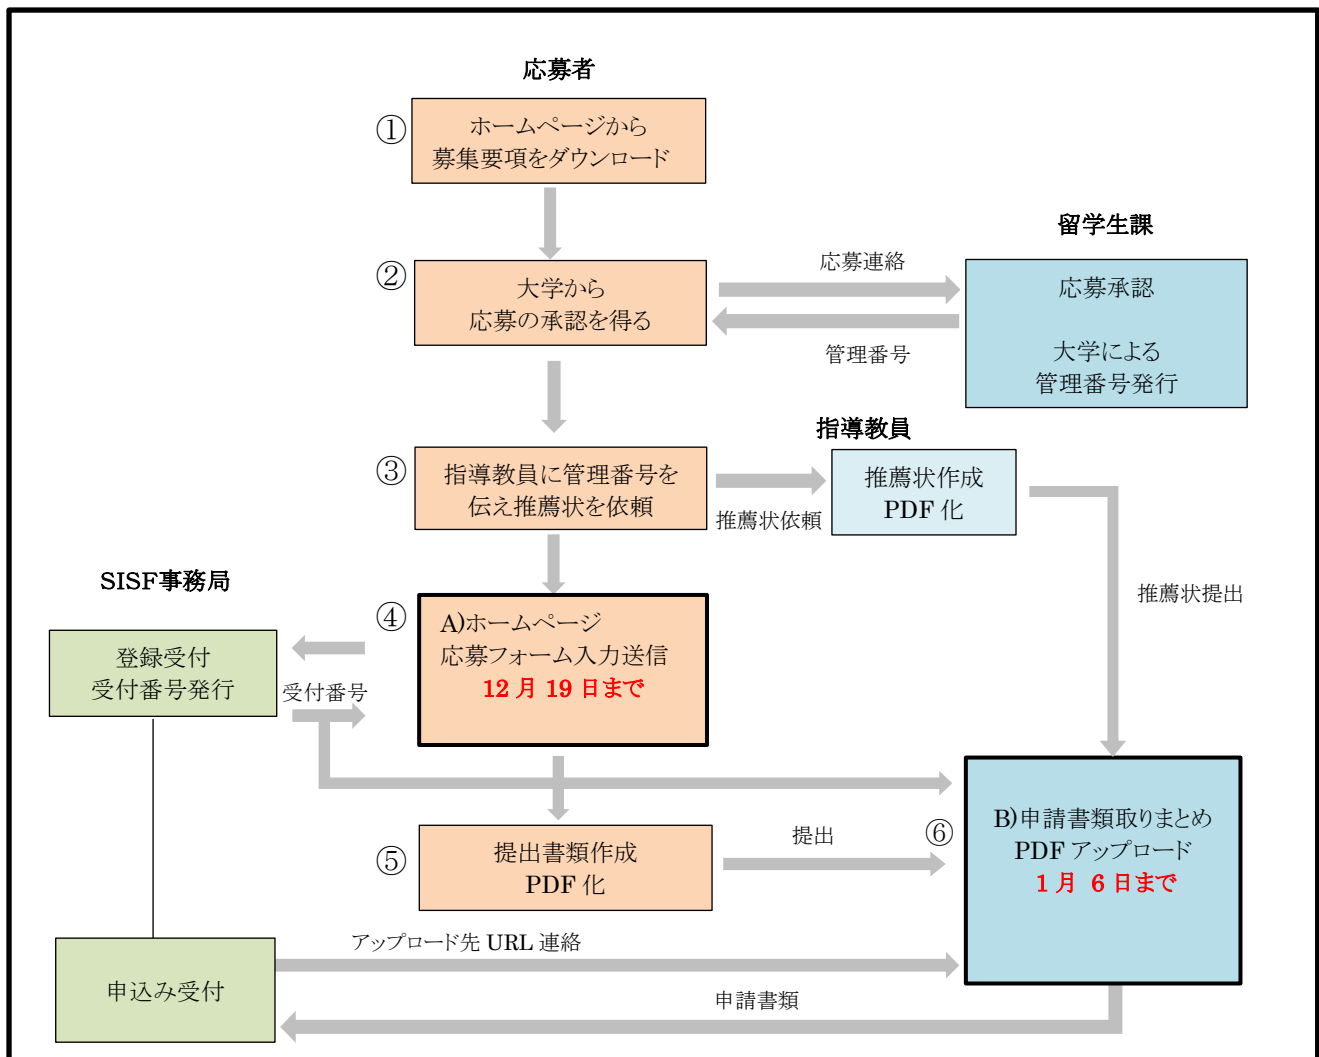 応募者
①
ホームページから
募集要項をダウンロード
留学生課
②
大学から
応募の承認を得る
応募連絡
管理番号
応募承認
大学による
管理番号発行
指導教員
③
指導教員に管理番号を
伝え推薦状を依頼
推薦状依頼
推薦状作成
PDF 化
推薦状提出
SISF事務局
④
A)ホームページ
応募フォーム入力送信
12 月 19 日まで
登録受付
受付番号発行
受付番号
⑤
提出書類作成
PDF 化
提出
⑥
B)申請書類取りまとめ
PDF アップロード
1 月 6 日まで
アップロード先 URL 連絡
申込み受付
申請書類